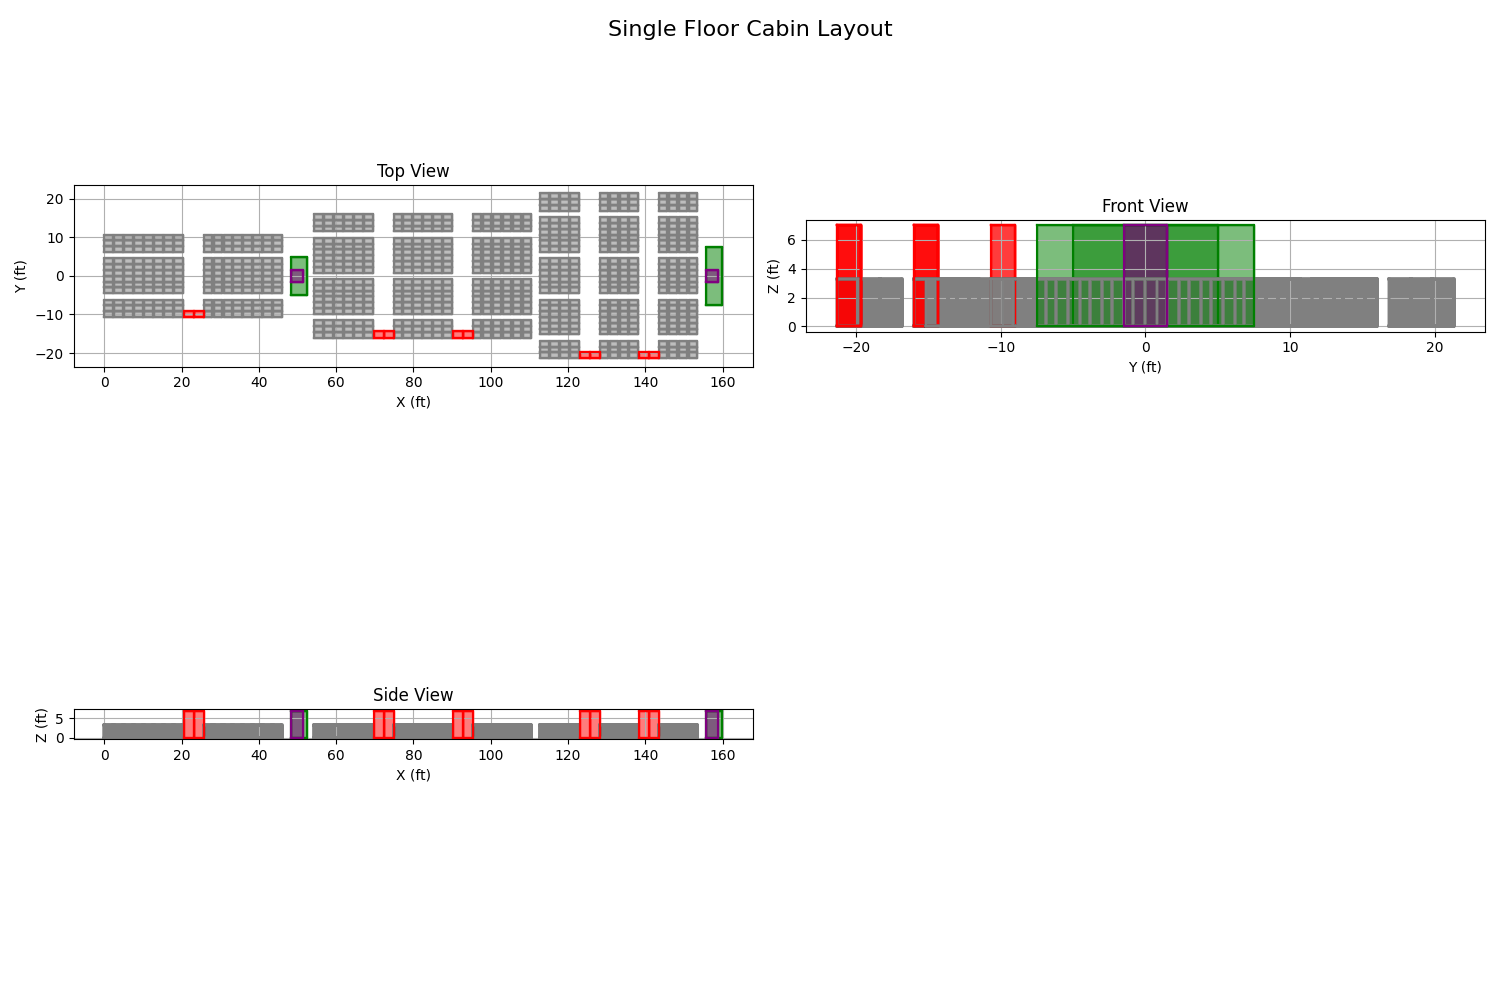 Single Floor Cabin Layout
Top View
Y (ft)
20
10
0
−10
−20
0 20 40 60 80 100 120 140 160
X (ft)
Front View
Z (ft)
6
4
2
0
−20 −10 0 10 20
Y (ft)
Side View
Z (ft)
5
0
0 20 40 60 80 100 120 140 160
X (ft)